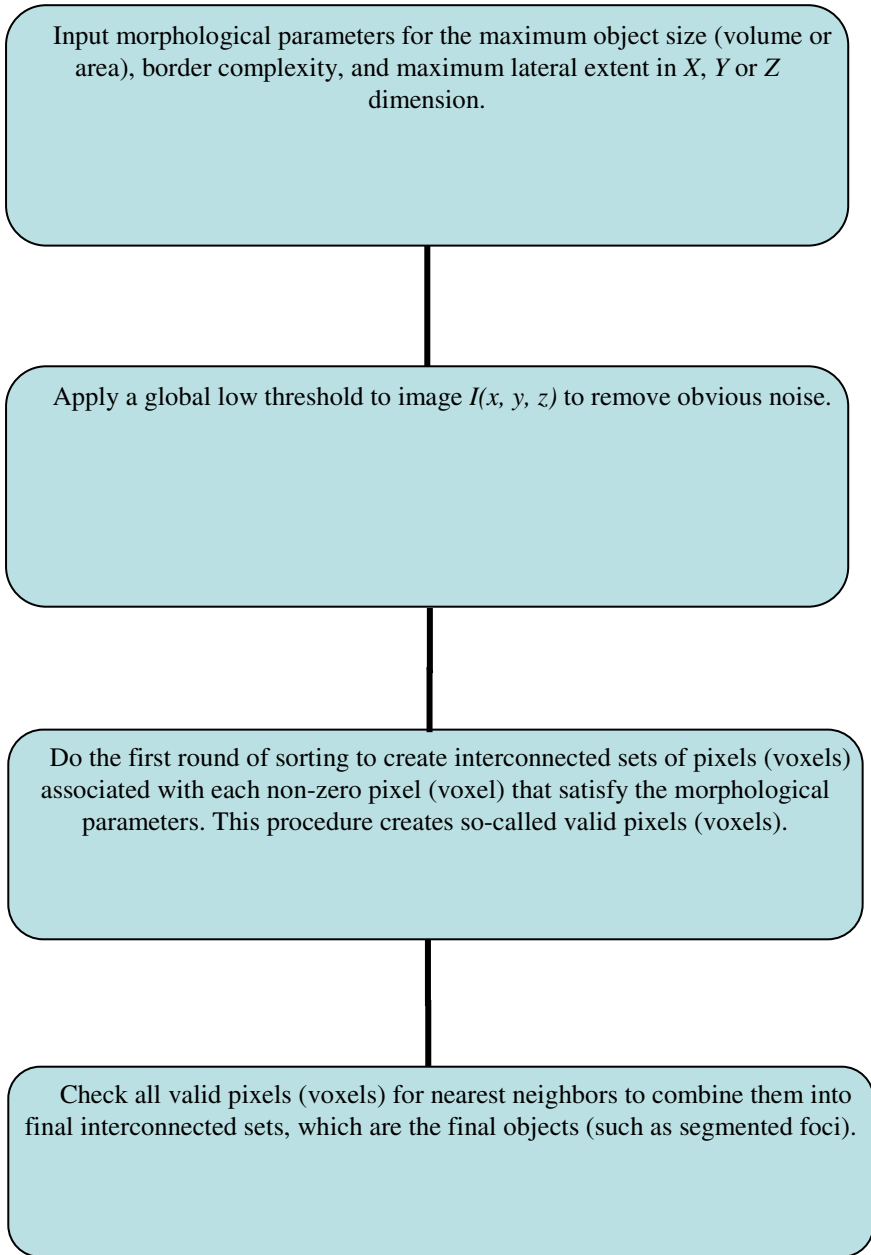 Input morphological parameters for the maximum object size (volume or
area), border complexity, and maximum lateral extent in X, Y or Z
dimension.
Apply a global low threshold to image I(x, y, z) to remove obvious noise.
Do the first round of sorting to create interconnected sets of pixels (voxels)
associated with each non-zero pixel (voxel) that satisfy the morphological
parameters. This procedure creates so-called valid pixels (voxels).
Check all valid pixels (voxels) for nearest neighbors to combine them into
final interconnected sets, which are the final objects (such as segmented foci).